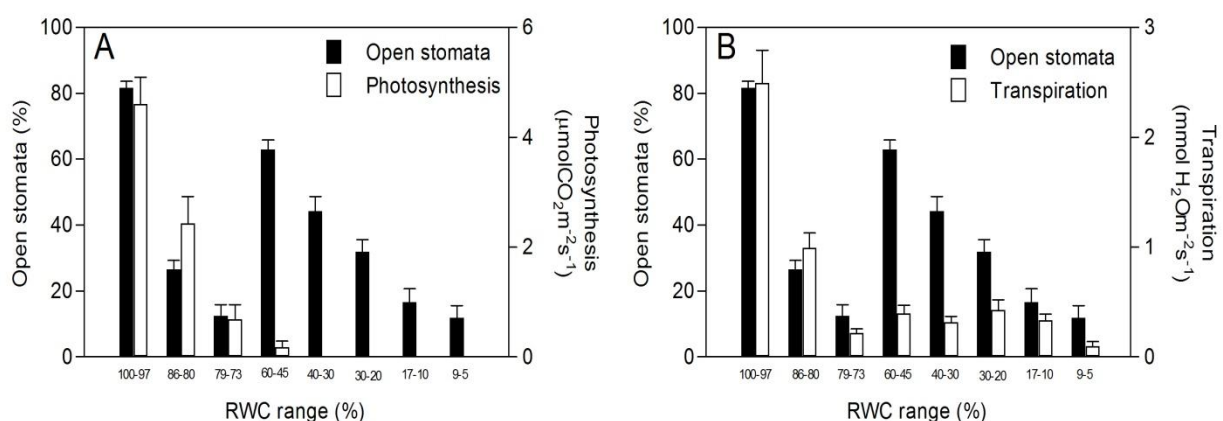 A
Open stomata
Photosynthesis
100
80
60
40
20
0
Open stomata (%)
6
4
2
0
Photosynthesis
(μmolCO₂m⁻²s⁻¹)
100-97 86-80 79-73 60-45 40-30 30-20 17-10 9-5
RWC range (%)
B
Open stomata
Transpiration
100
80
60
40
20
0
Open stomata (%)
3
2
1
0
Transpiration
(mmol H₂Om⁻²s⁻¹)
100-97 86-80 79-73 60-45 40-30 30-20 17-10 9-5
RWC range (%)